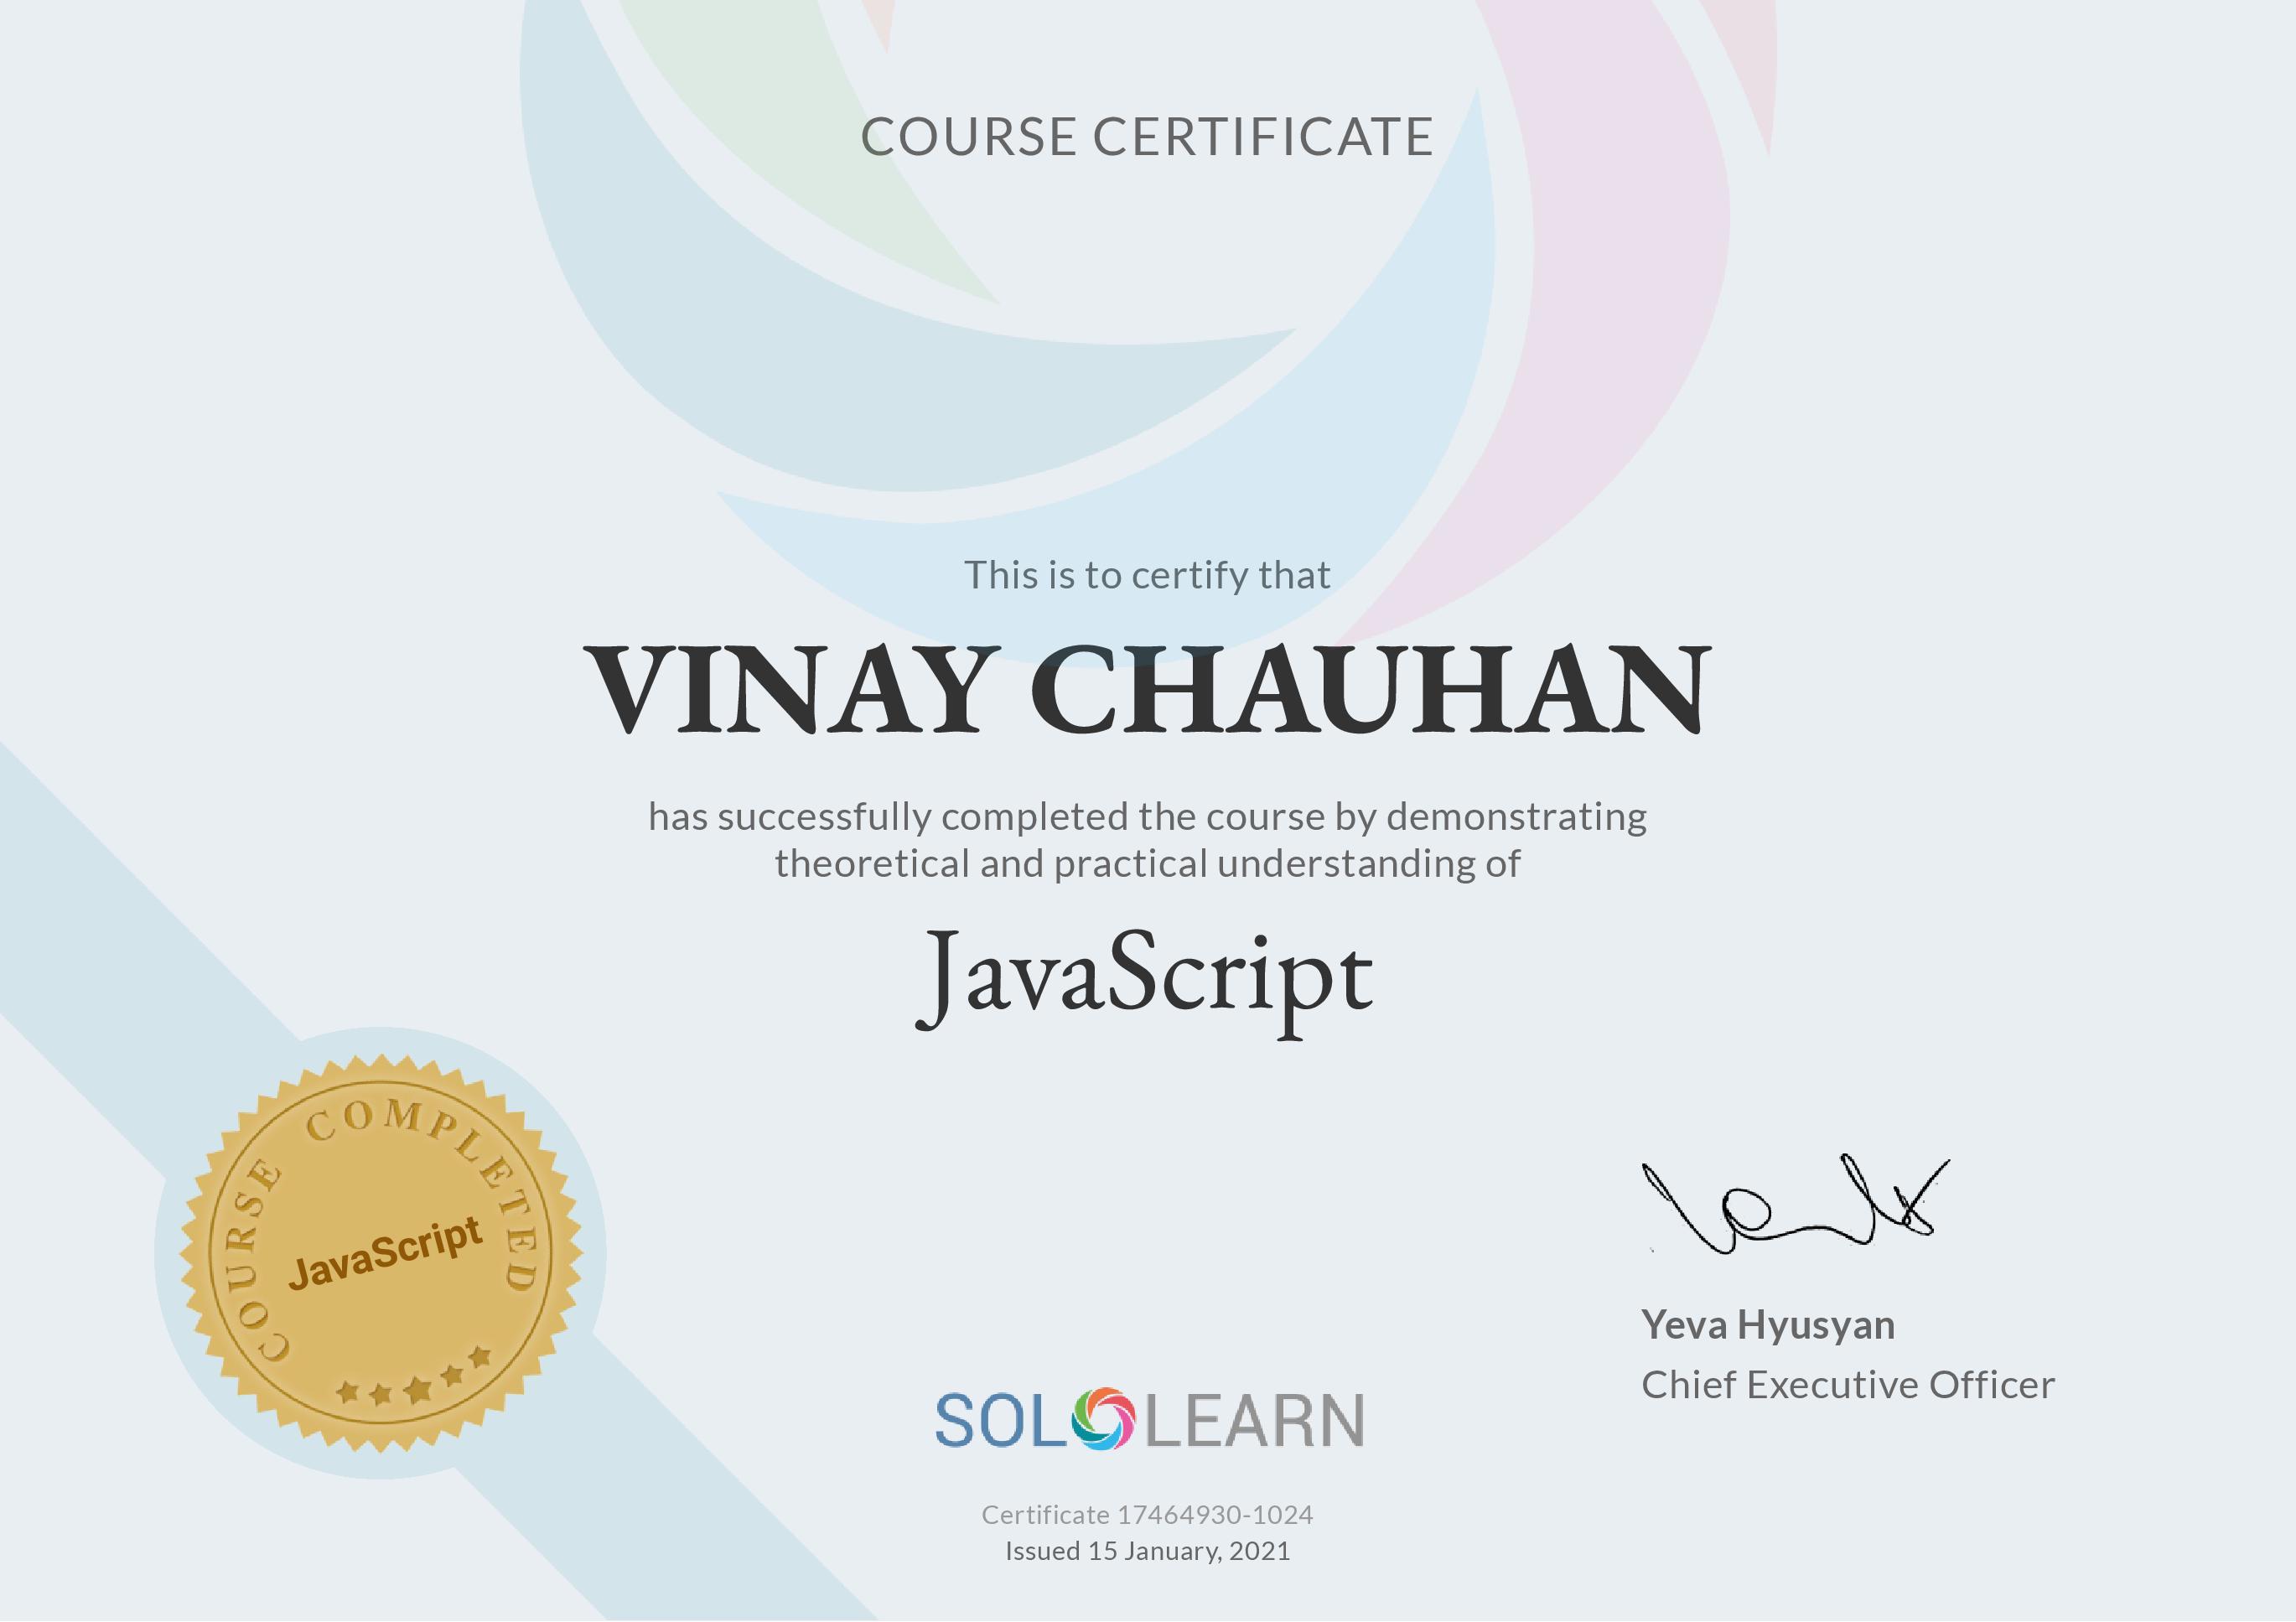 COURSE CERTIFICATE
This is to certify that
VINAY CHAUHAN
has successfully completed the course by demonstrating
theoretical and practical understanding of
JavaScript
COURSE COMPLETED
JavaScript
Yeva Hyusyan
Chief Executive Officer
SOLOLEARN
Certificate 17464930-1024
Issued 15 January, 2021